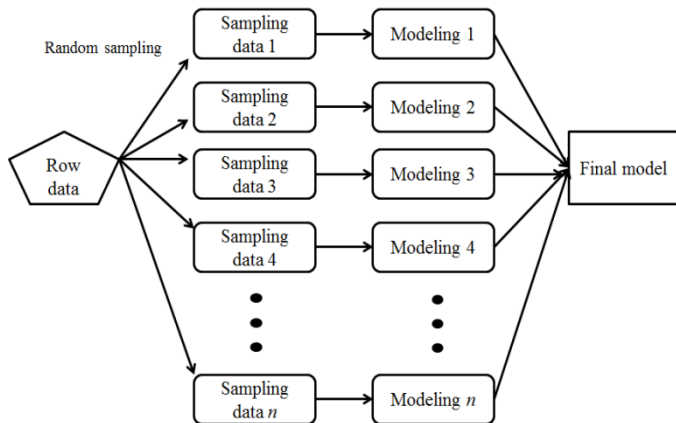 Random sampling
Row
data
Sampling
data 1
Modeling 1
Sampling
data 2
Modeling 2
Sampling
data 3
Modeling 3
Sampling
data 4
Modeling 4
Sampling
data n
Modeling n
Final model